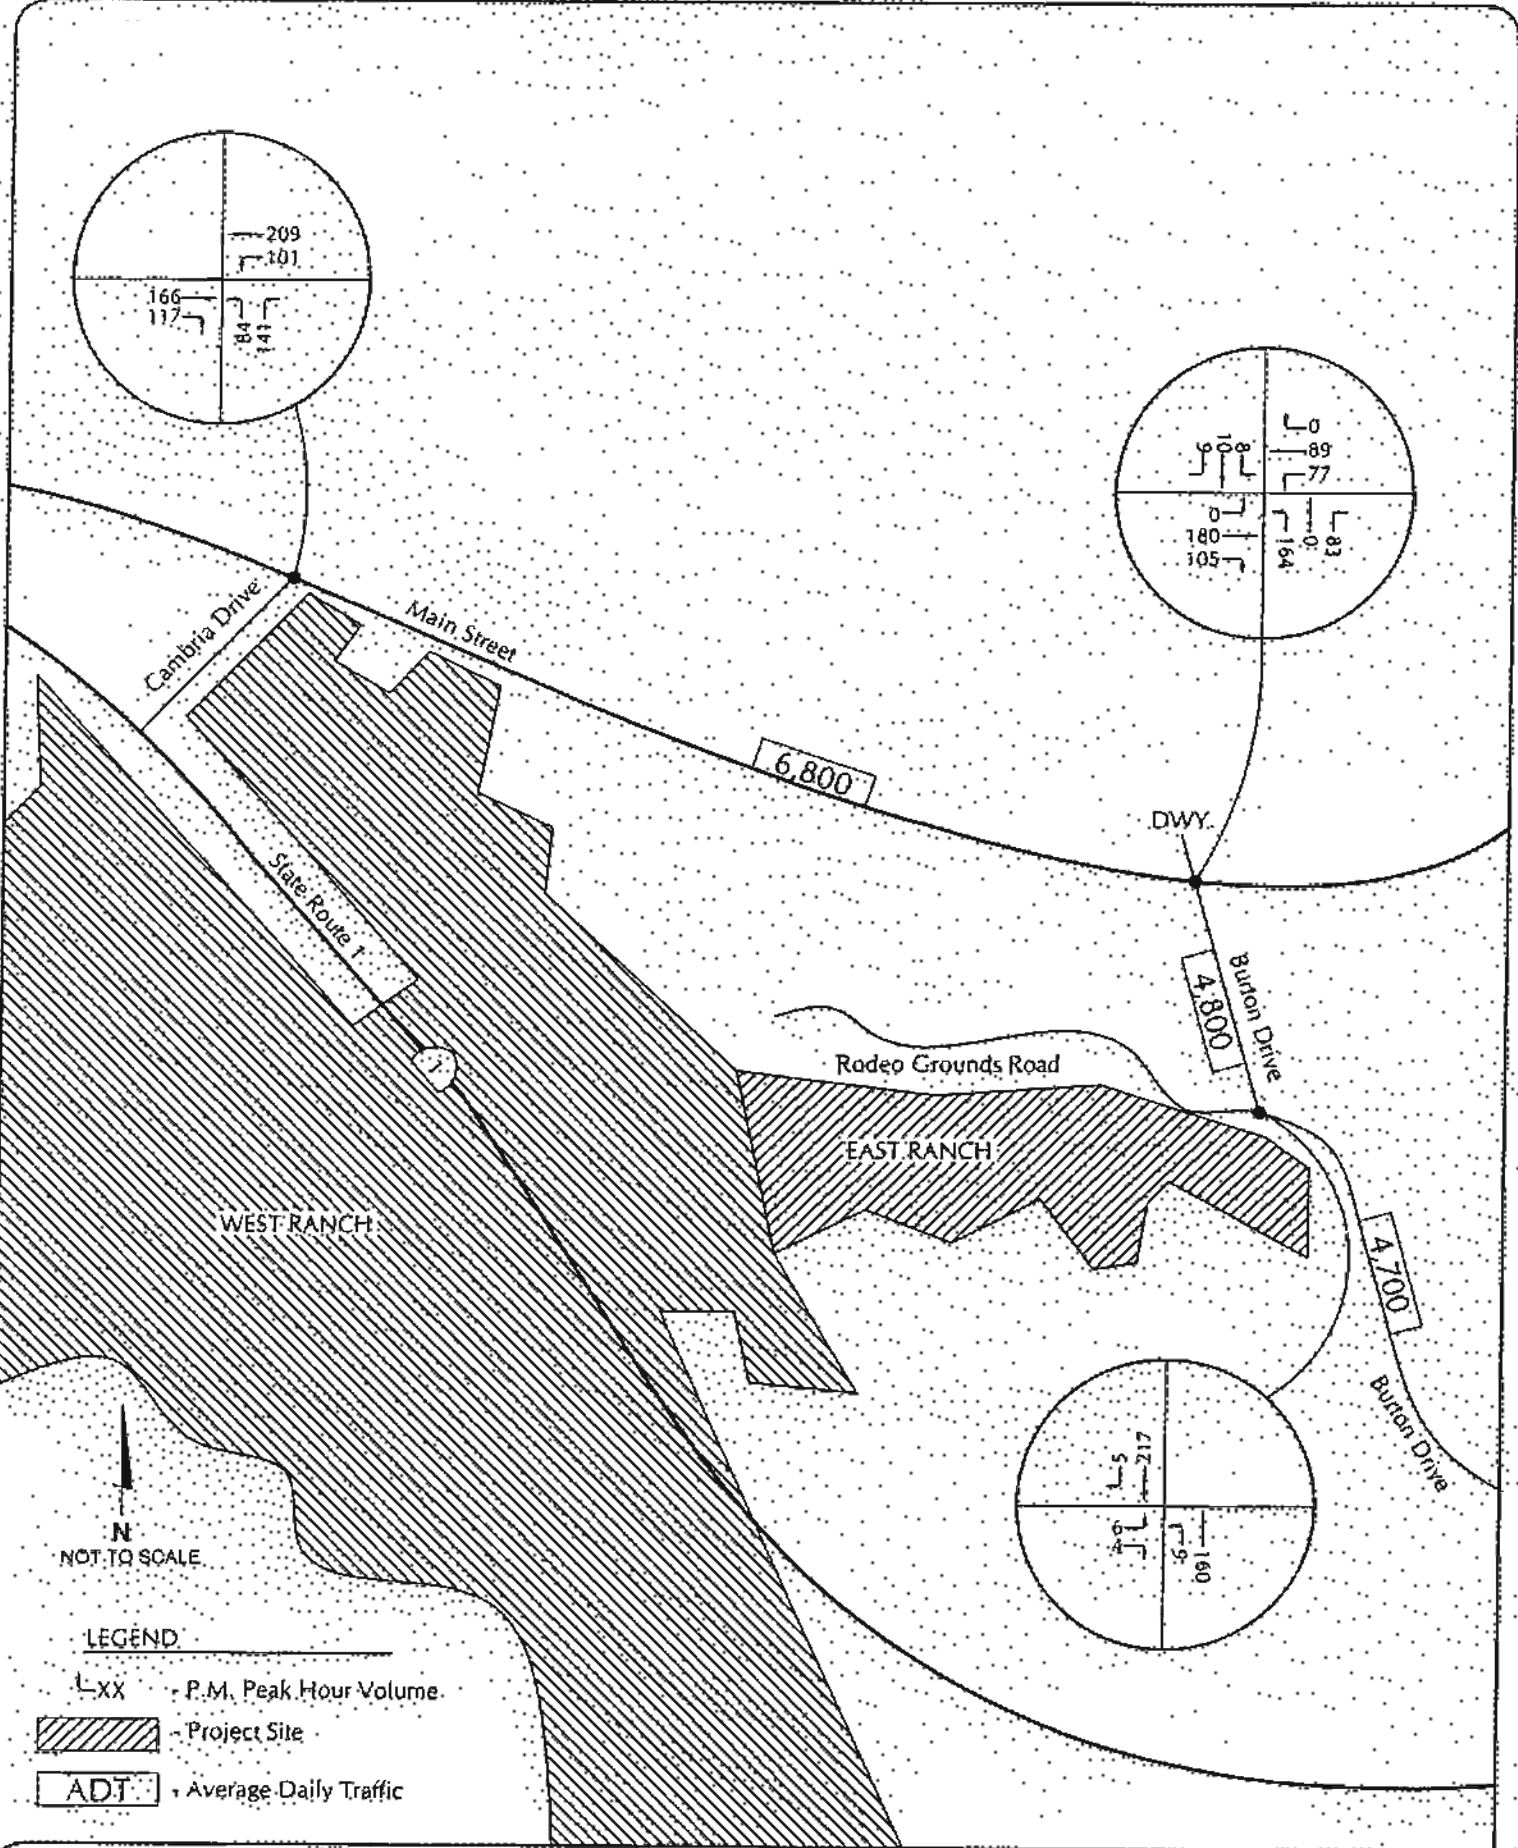 209
101
166
117
84
141
0
89
77
9
10
8
0
180
105
164
0
83
Cambria Drive
Main Street
6,800
DWY.
State Route 1
4,800
Burton Drive
Rodeo Grounds Road
EAST RANCH
WEST RANCH
4,700
Burton Drive
5
217
9
160
N
NOT TO SCALE
LEGEND
XX - P.M. Peak Hour Volume
- Project Site
ADT - Average Daily Traffic